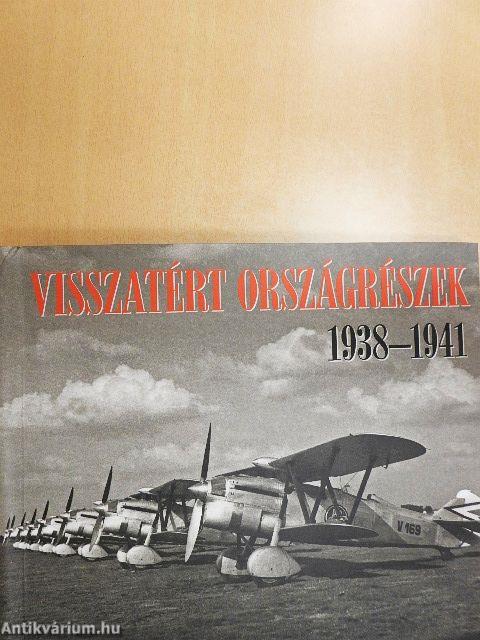 VISSZATÉRT ORSZÁGRÉSZEK
1938–1941
V 169
Antikvárium.hu